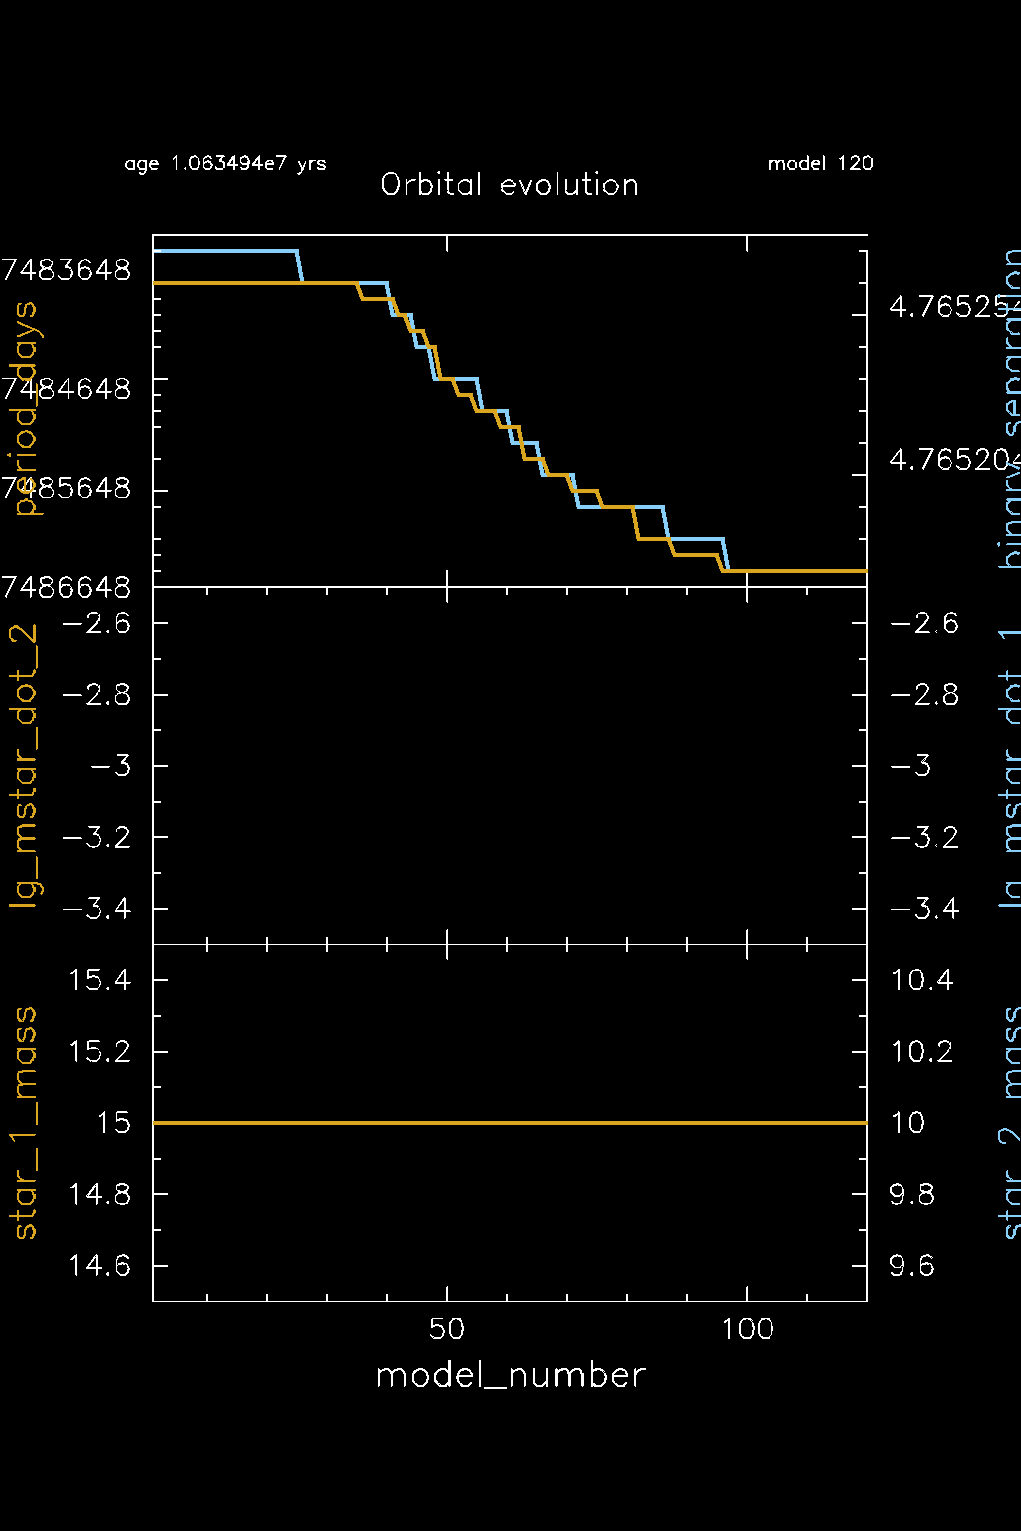 age 1.063494e7 yrs
model 120
Orbital evolution
7483648
7484648
7485648
7486648
period_days
4.765254
4.765204
binary_separation
-2.6
-2.8
-3
-3.2
-3.4
lg_mstar_dot_2
-2.6
-2.8
-3
-3.2
-3.4
lg_mstar_dot_1
15.4
15.2
15
14.8
14.6
star_1_mass
10.4
10.2
10
9.8
9.6
star_2_mass
50
100
model_number